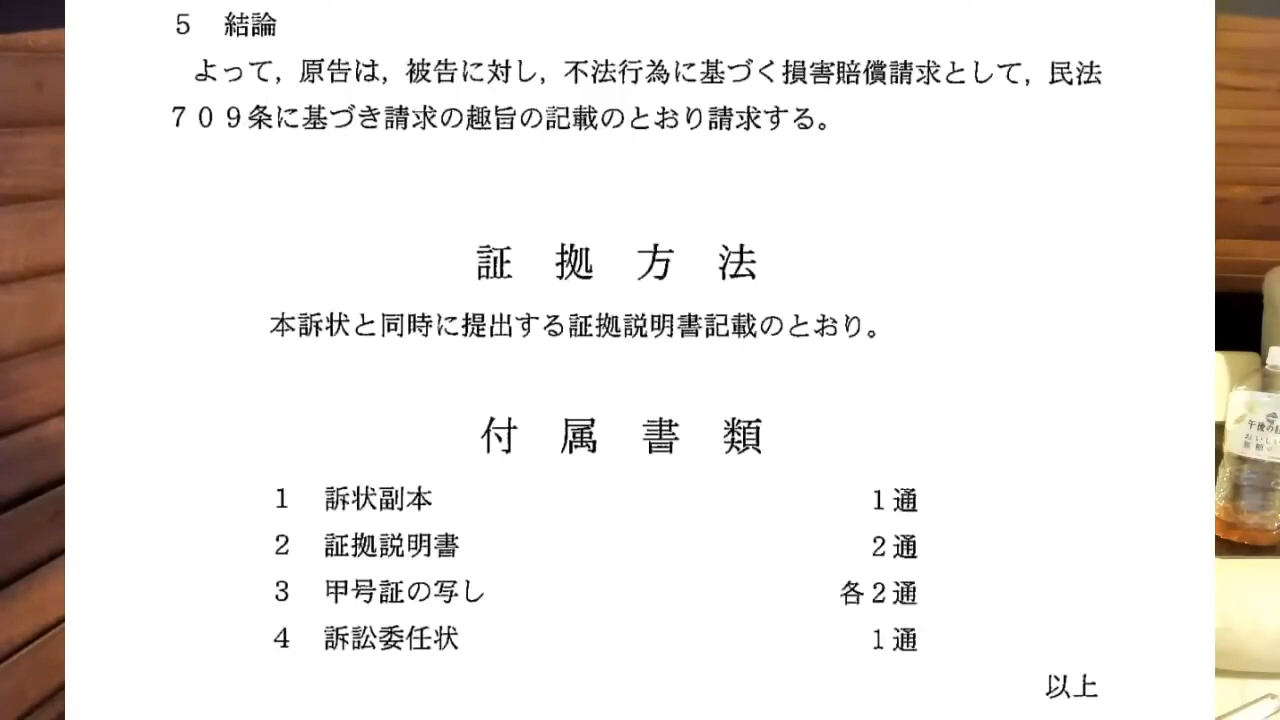 5 結論
よって，原告は，被告に対し，不法行為に基づく損害賠償請求として，民法
７０９条に基づき請求の趣旨の記載のとおり請求する。
証拠方法
本訴状と同時に提出する証拠説明書記載のとおり。
付属書類
1 訴状副本 1通
2 証拠説明書 2通
3 甲号証の写し 各2通
4 訴訟委任状 1通
以上
午後の
おいしい
無糖